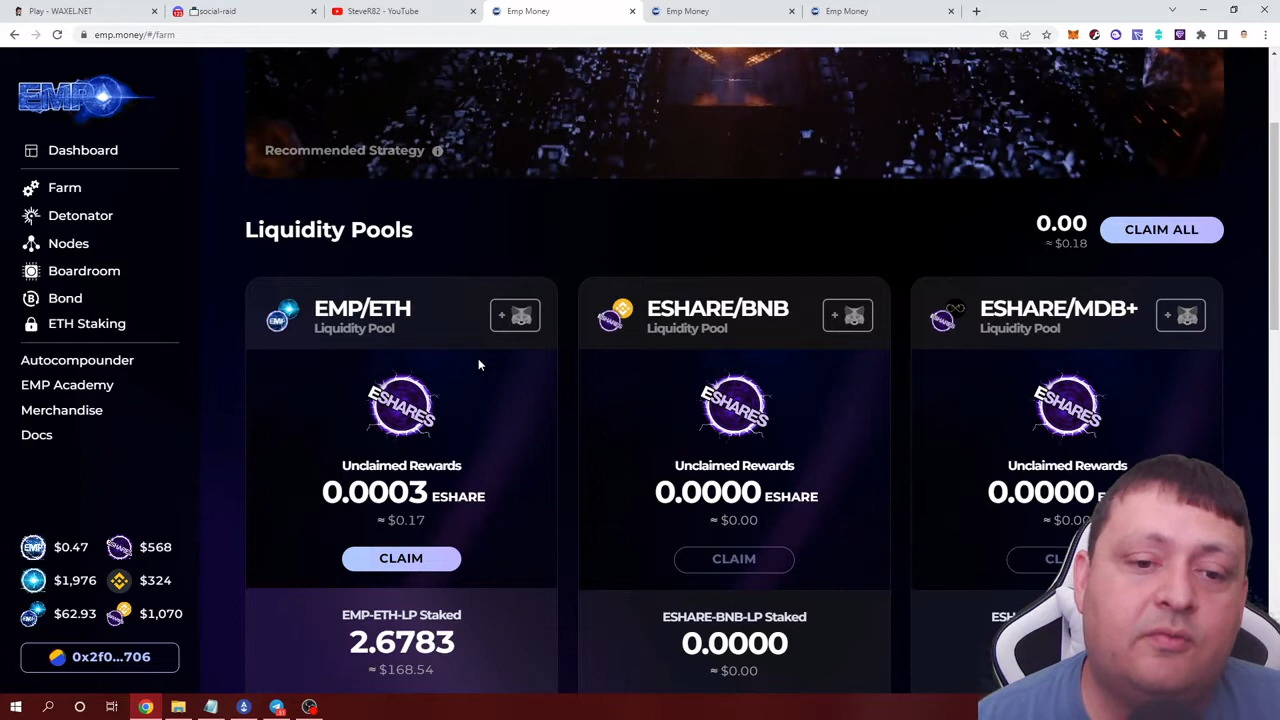 Play - WAXEL.NET
social-raid
SteveR82 - YouTube
Emp Money
Emp Money
Emp Money
emp.money/#/farm
EMP
Dashboard
Farm
Detonator
Nodes
Boardroom
Bond
ETH Staking
Autocompounder
EMP Academy
Merchandise
Docs
$0.47
$568
$1,976
$324
$62.93
$1,070
0x2f0...706
Recommended Strategy
Liquidity Pools
0.00
≈ $0.18
CLAIM ALL
EMP/ETH
Liquidity Pool
+
ESHARES
Unclaimed Rewards
0.0003 ESHARE
≈ $0.17
CLAIM
EMP-ETH-LP Staked
2.6783
≈ $168.54
ESHARE/BNB
Liquidity Pool
+
ESHARES
Unclaimed Rewards
0.0000 ESHARE
≈ $0.00
CLAIM
ESHARE-BNB-LP Staked
0.0000
≈ $0.00
ESHARE/MDB+
Liquidity Pool
+
ESHARES
Unclaimed Rewards
0.0000
≈ $0.00